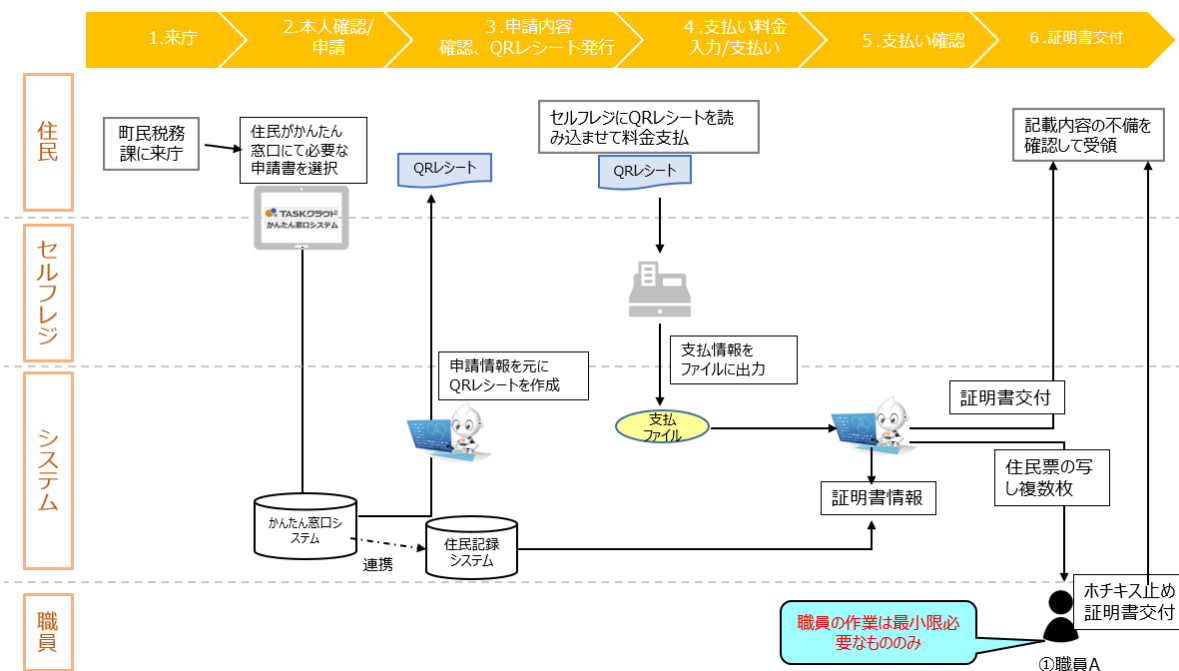 1.来庁
2.本人確認/
申請
3.申請内容
確認、QRレシート発行
4.支払い料金
入力/支払い
5.支払い確認
6.証明書交付
住民
町民税務
課に来庁
住民がかんたん
窓口にて必要な
申請書を選択
TASKクラウド
かんたん窓口システム
QRレシート
セルフレジにQRレシートを読
み込ませて料金支払
QRレシート
記載内容の不備を
確認して受領
セルフレジ
申請情報を元に
QRレシートを作成
支払情報を
ファイルに出力
システム
支払
ファイル
証明書交付
住民票の写
し複数枚
証明書情報
かんたん窓口シ
ステム
連携
住民記録
システム
職員
職員の作業は最小限必
要なもののみ
ホチキス止め
証明書交付
①職員A